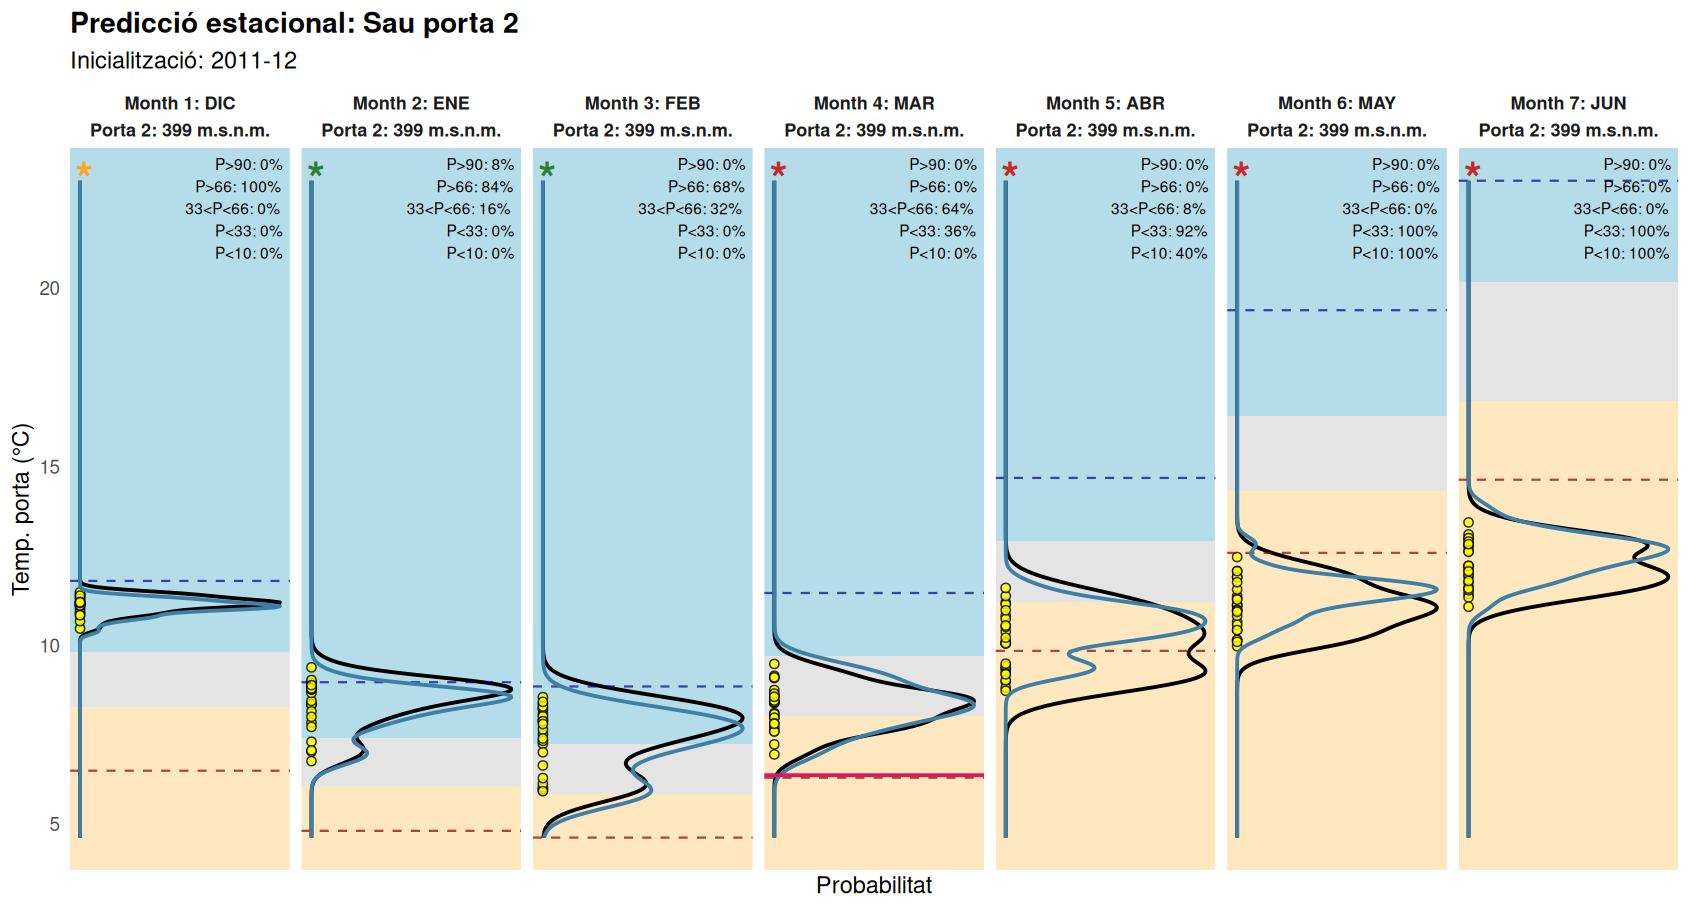 Predicció estacional: Sau porta 2
Inicialització: 2011-12
Month 1: DIC
Porta 2: 399 m.s.n.m.
Month 2: ENE
Porta 2: 399 m.s.n.m.
Month 3: FEB
Porta 2: 399 m.s.n.m.
Month 4: MAR
Porta 2: 399 m.s.n.m.
Month 5: ABR
Porta 2: 399 m.s.n.m.
Month 6: MAY
Porta 2: 399 m.s.n.m.
Month 7: JUN
Porta 2: 399 m.s.n.m.
*
P>90: 0%
P>66: 100%
33<P<66: 0%
P<33: 0%
P<10: 0%
*
P>90: 8%
P>66: 84%
33<P<66: 16%
P<33: 0%
P<10: 0%
*
P>90: 0%
P>66: 68%
33<P<66: 32%
P<33: 0%
P<10: 0%
*
P>90: 0%
P>66: 0%
33<P<66: 64%
P<33: 36%
P<10: 0%
*
P>90: 0%
P>66: 0%
33<P<66: 8%
P<33: 92%
P<10: 40%
*
P>90: 0%
P>66: 0%
33<P<66: 0%
P<33: 100%
P<10: 100%
*
P>90: 0%
P>66: 0%
33<P<66: 0%
P<33: 100%
P<10: 100%
Temp. porta (°C)
20
15
10
5
Probabilitat